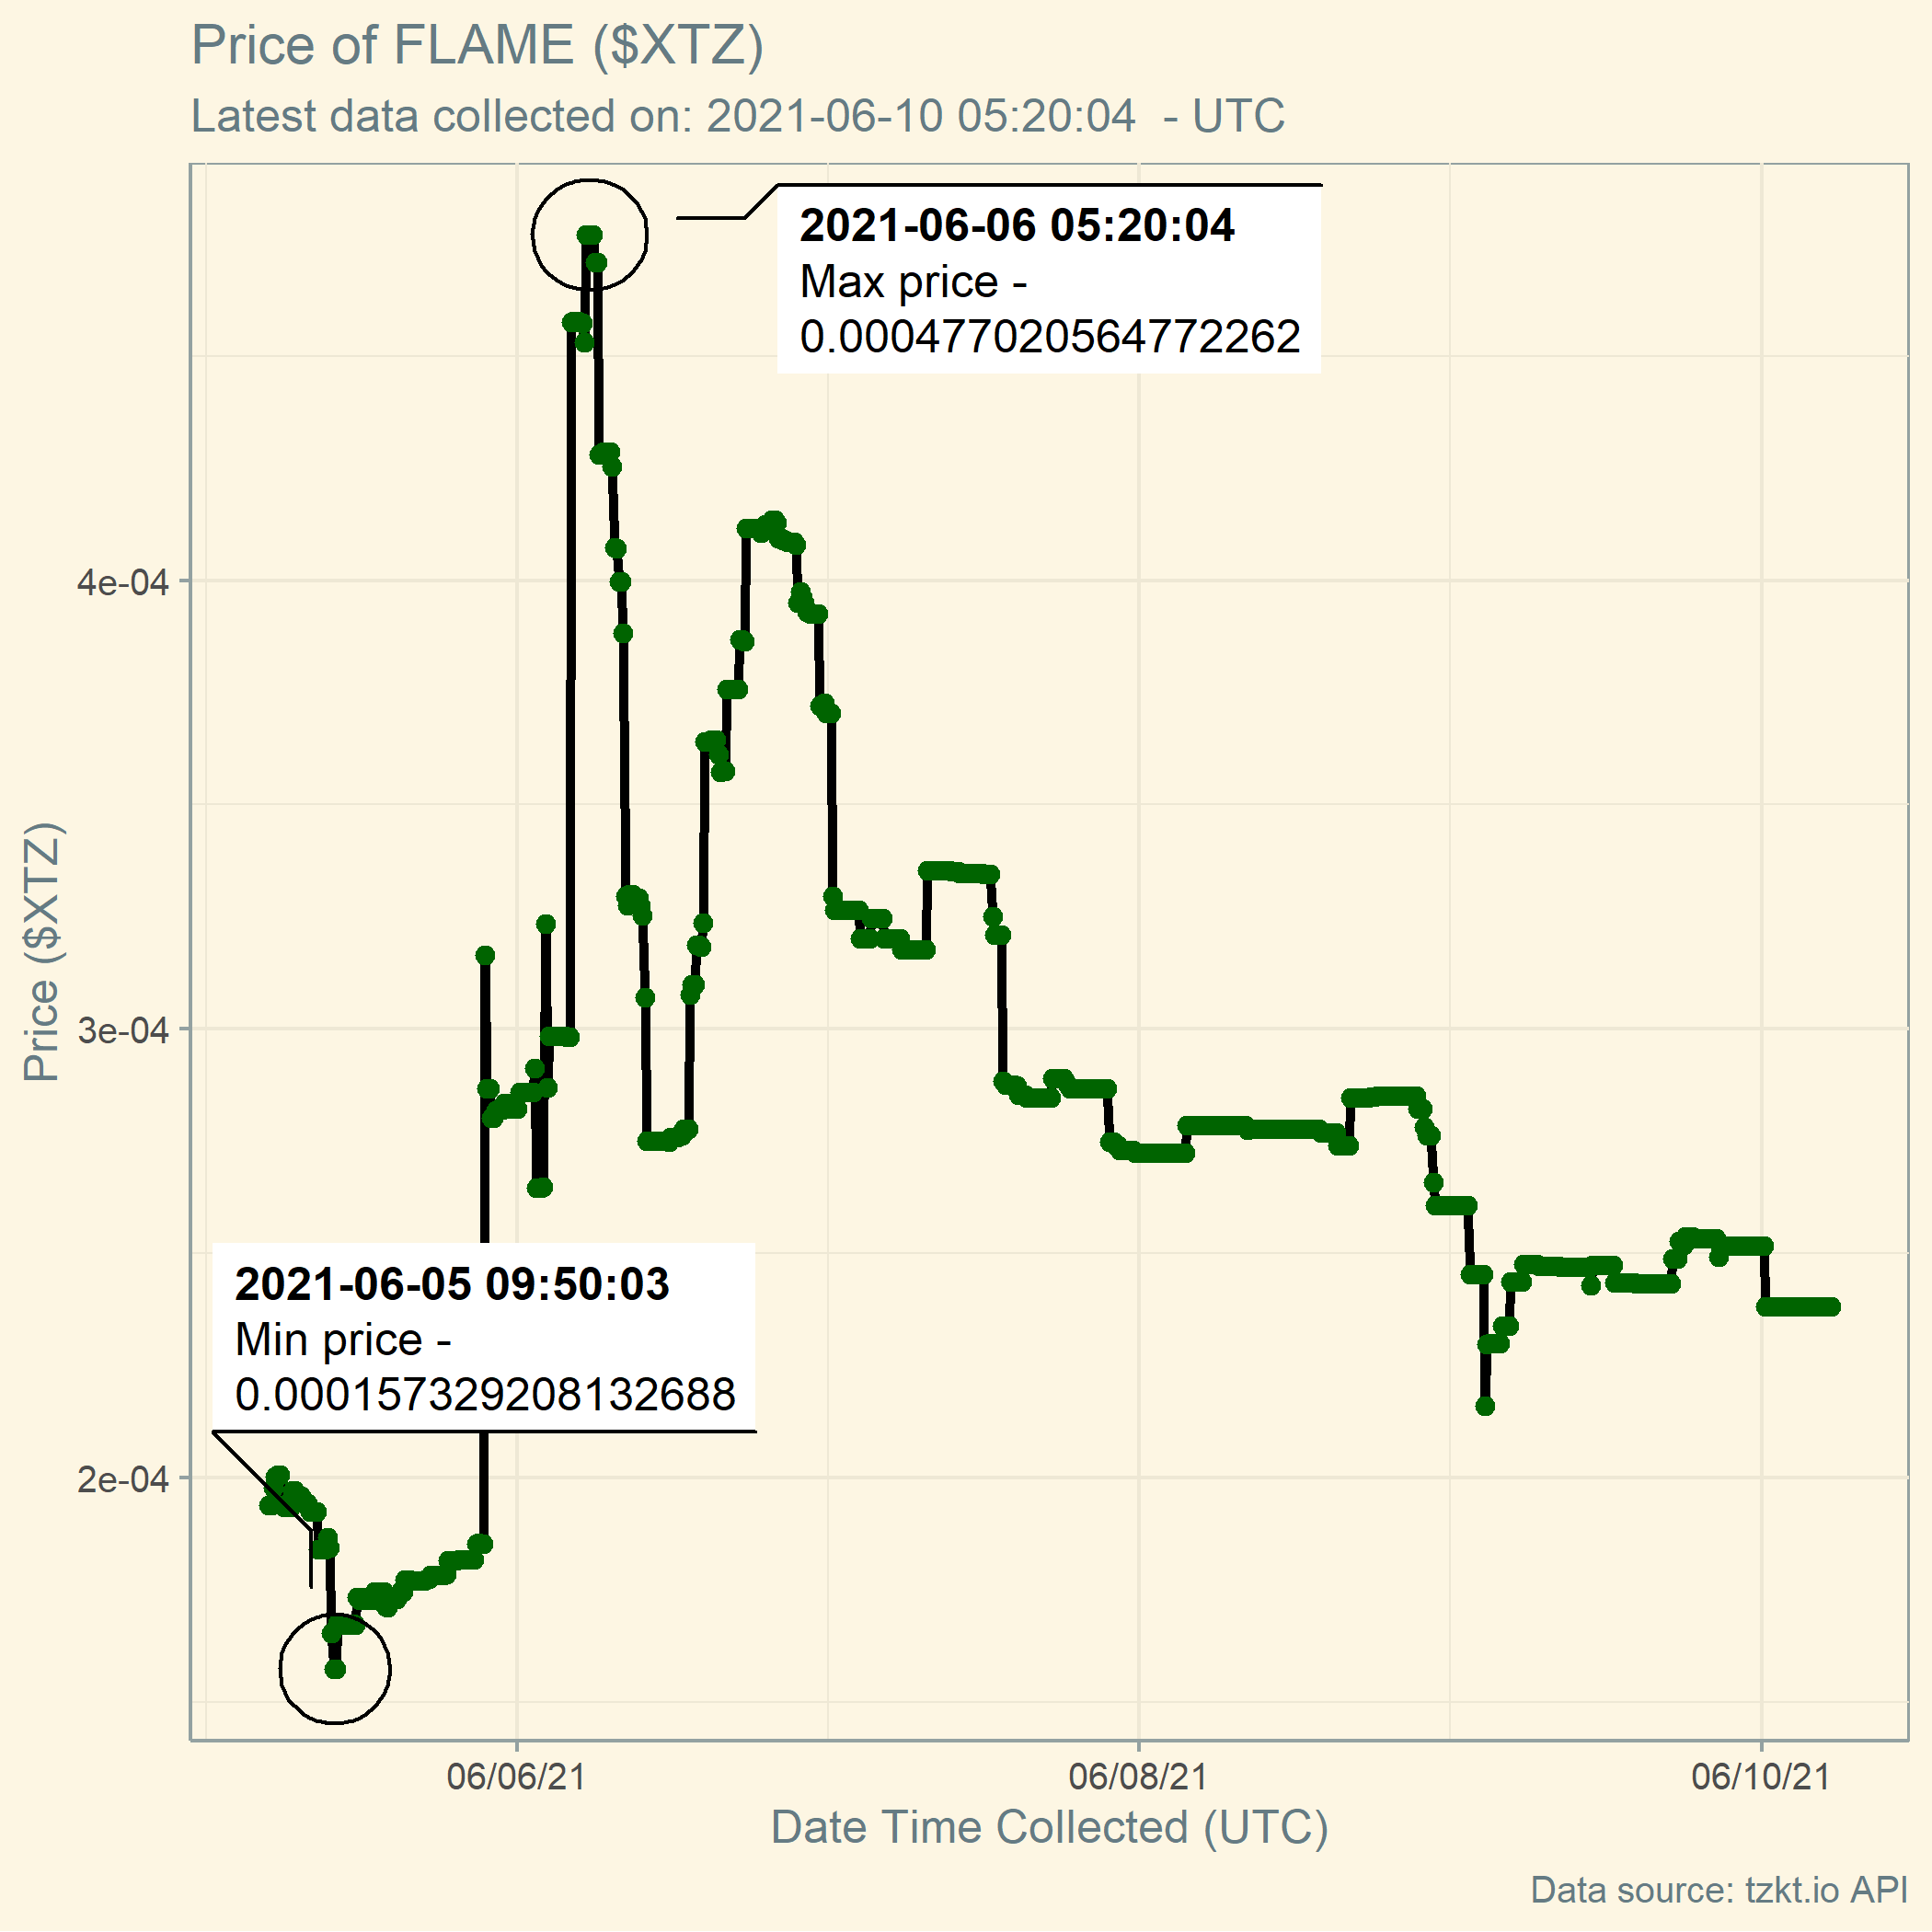 Price of FLAME ($XTZ)
Latest data collected on: 2021-06-10 05:20:04  - UTC
2021-06-06 05:20:04
Max price -
0.000477020564772262
4e-04
3e-04
2e-04
Price ($XTZ)
2021-06-05 09:50:03
Min price -
0.000157329208132688
06/06/21
06/08/21
06/10/21
Date Time Collected (UTC)
Data source: tzkt.io API